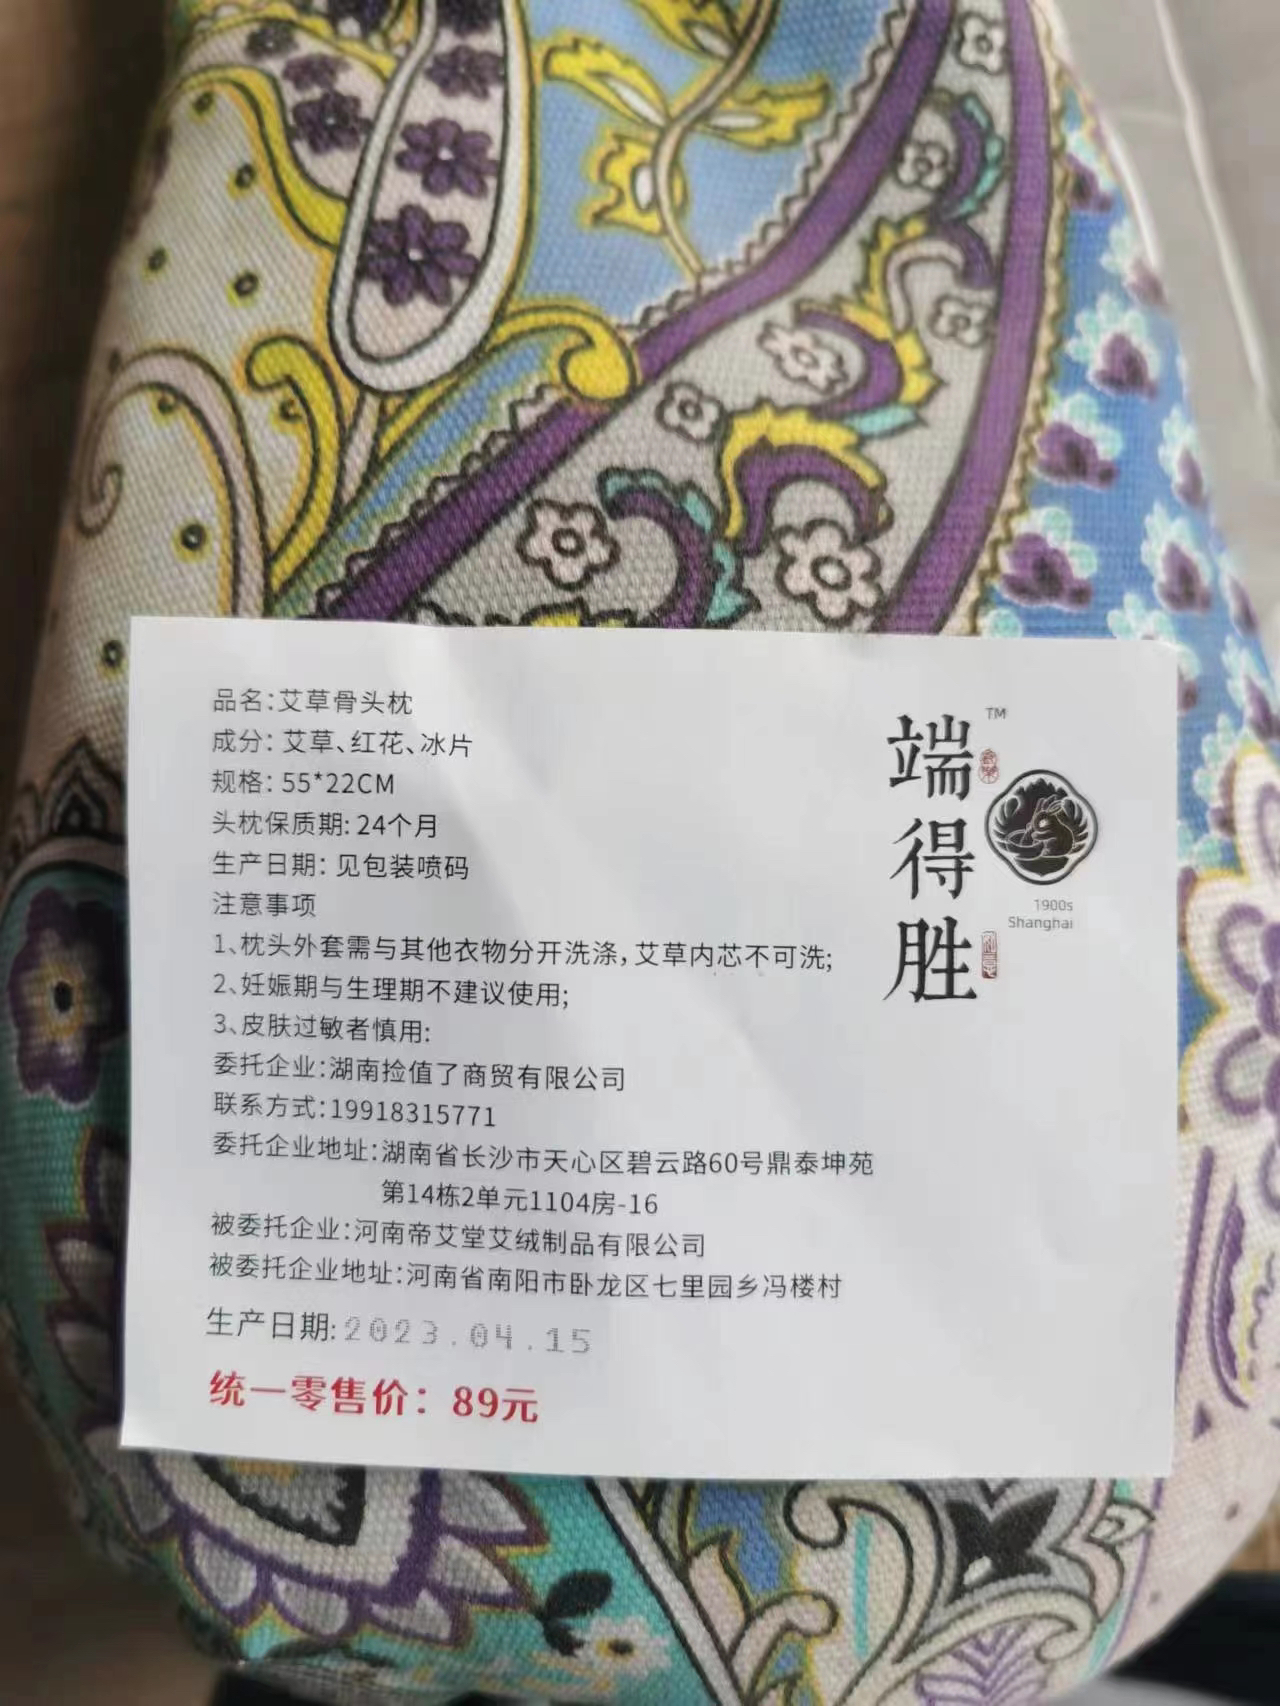 品名:艾草骨头枕
成分: 艾草、红花、冰片
规格: 55*22CM
头枕保质期: 24个月
生产日期: 见包装喷码
注意事项
1、枕头外套需与其他衣物分开洗涤,艾草内芯不可洗;
2、妊娠期与生理期不建议使用;
3、皮肤过敏者慎用:
委托企业:湖南捡值了商贸有限公司
联系方式:19918315771
委托企业地址:湖南省长沙市天心区碧云路60号鼎泰坤苑
第14栋2单元1104房-16
被委托企业:河南帝艾堂艾绒制品有限公司
被委托企业地址:河南省南阳市卧龙区七里园乡冯楼村
生产日期:2023.04.15
统一零售价: 89元
端得胜
TM
1900s
Shanghai